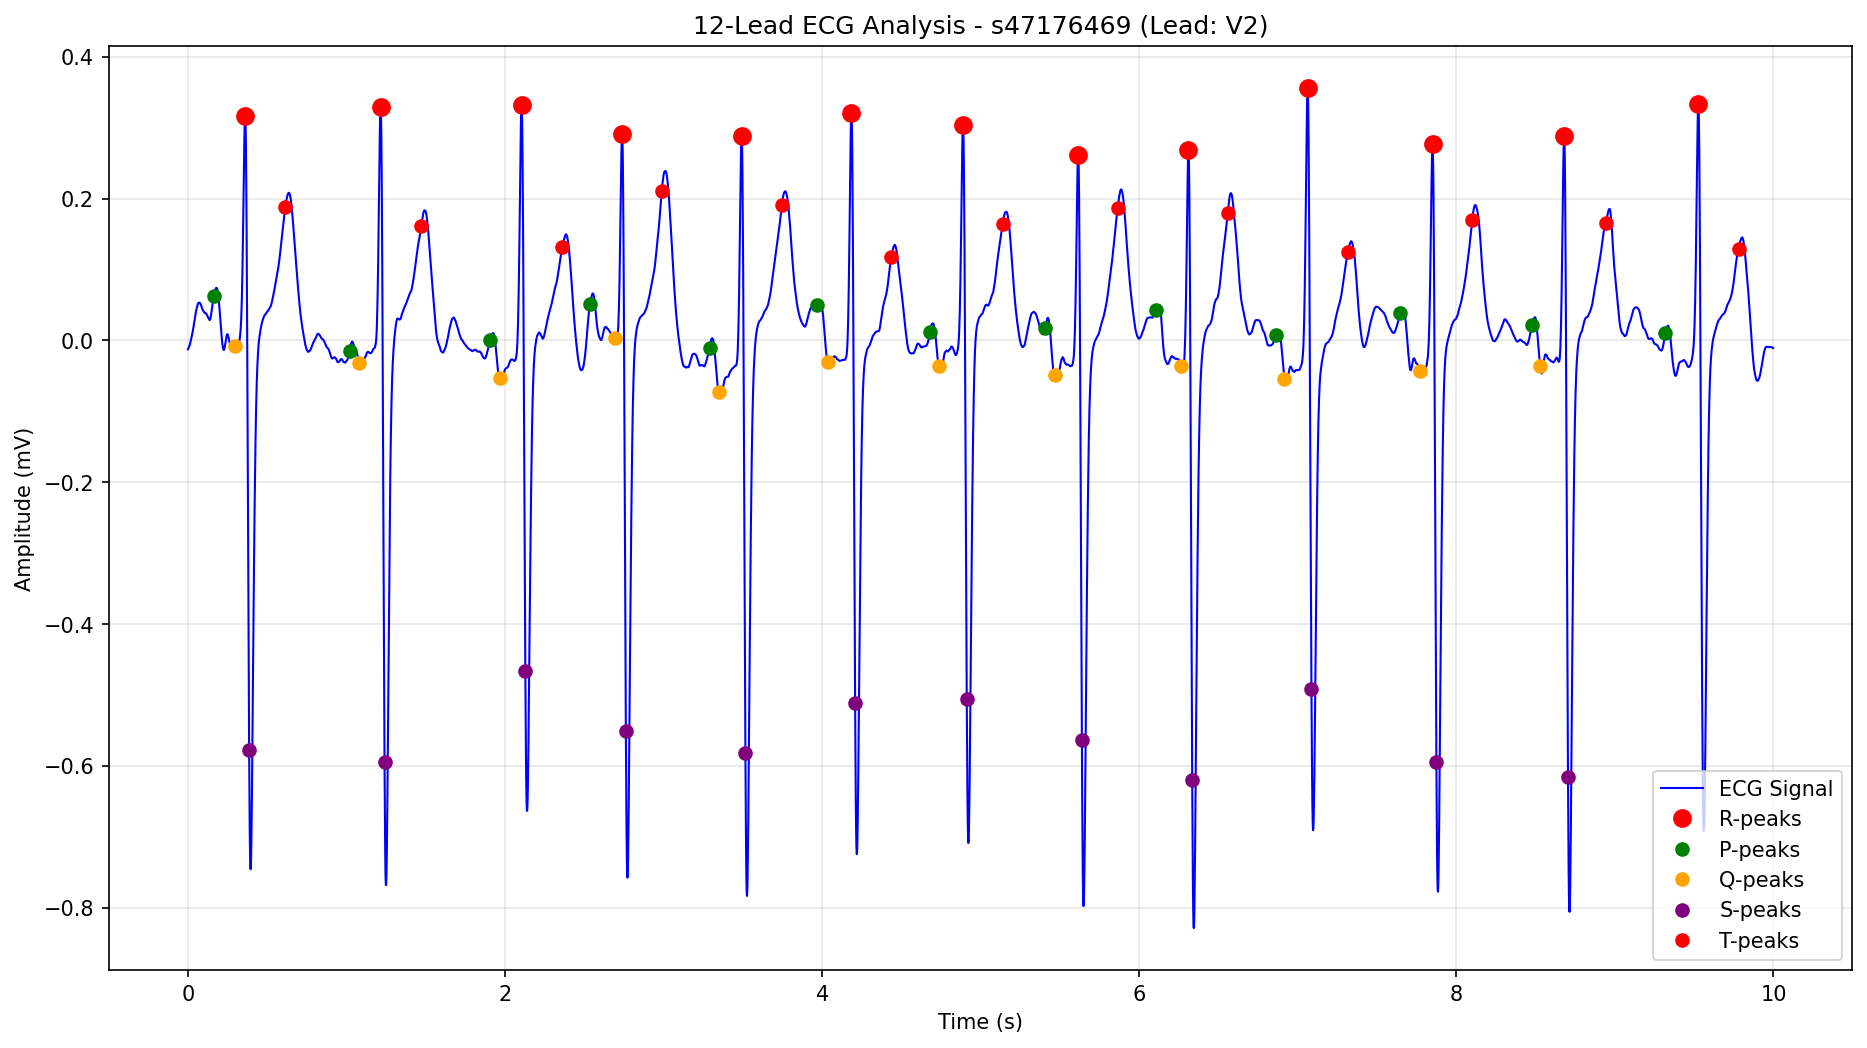 12-Lead ECG Analysis - s47176469 (Lead: V2)
0.4
0.2
0.0
−0.2
−0.4
−0.6
−0.8
Amplitude (mV)
ECG Signal
R-peaks
P-peaks
Q-peaks
S-peaks
T-peaks
0 2 4 6 8 10
Time (s)